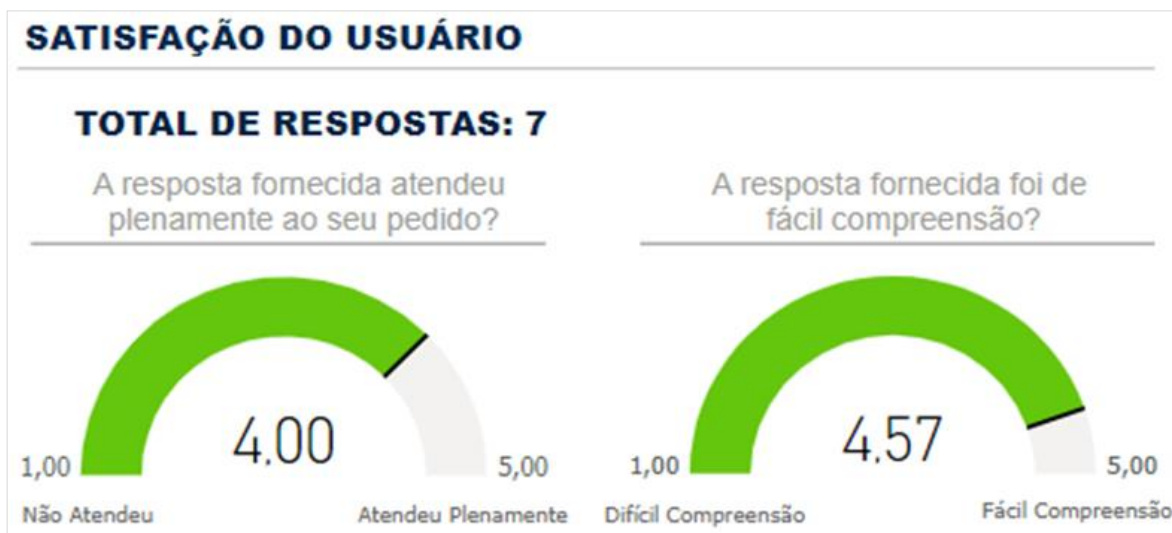 SATISFAÇÃO DO USUÁRIO
TOTAL DE RESPOSTAS: 7
A resposta fornecida atendeu
plenamente ao seu pedido?
4,00
1,00
5,00
Não Atendeu
Atendeu Plenamente
A resposta fornecida foi de
fácil compreensão?
4,57
1,00
5,00
Difícil Compreensão
Fácil Compreensão